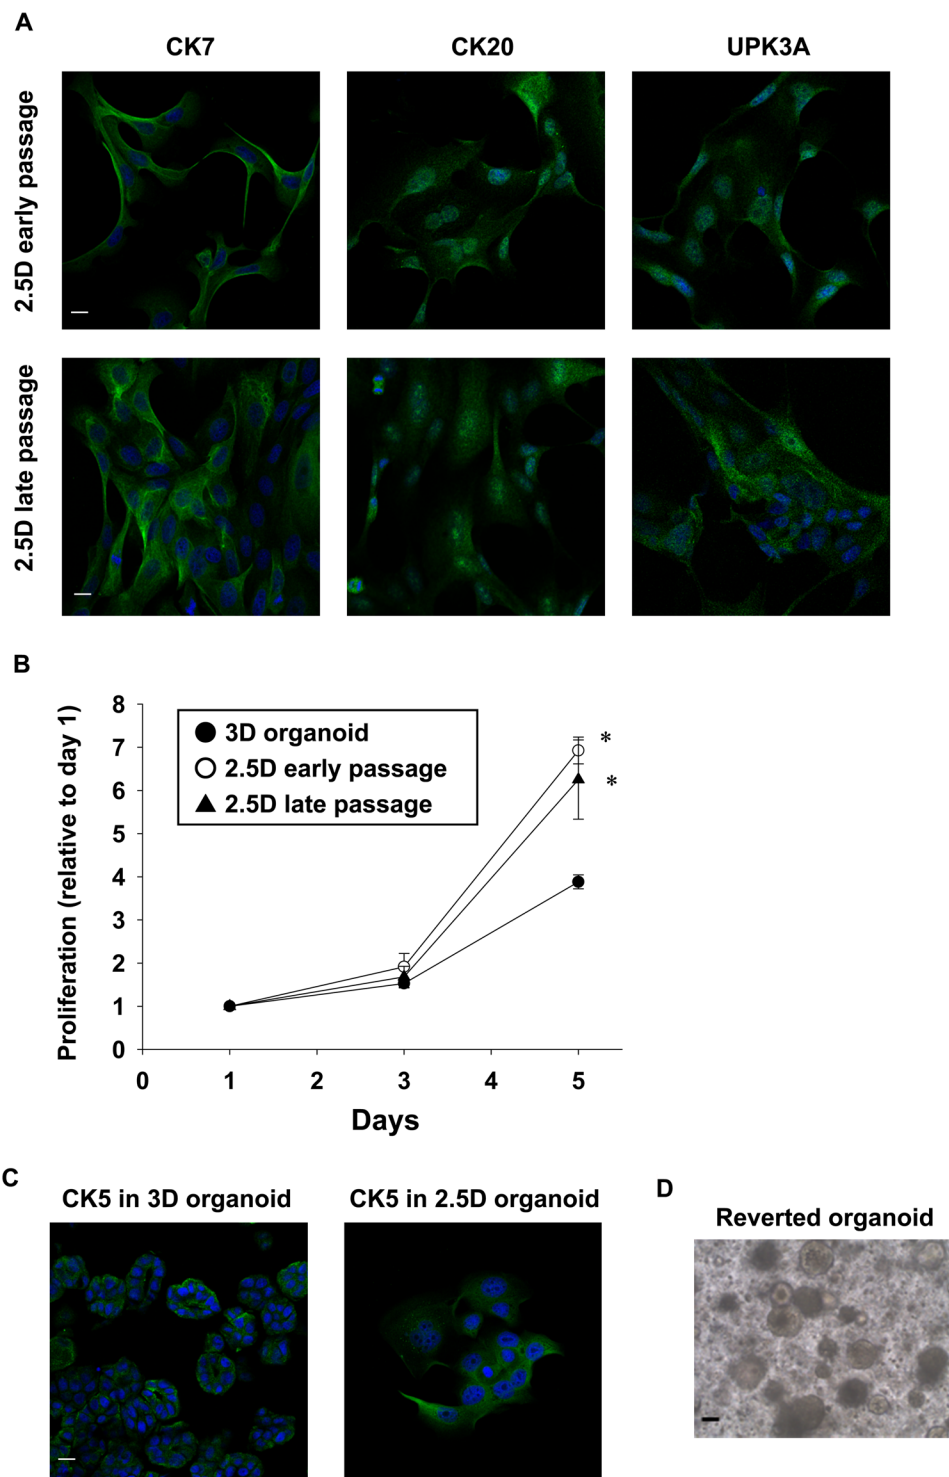 A
CK7 CK20 UPK3A
2.5D early passage
2.5D late passage
B
Proliferation (relative to day 1)
8
7
6
5
4
3
2
1
0
3D organoid
2.5D early passage
2.5D late passage
*
*
0 1 2 3 4 5
Days
C
CK5 in 3D organoid CK5 in 2.5D organoid
D
Reverted organoid